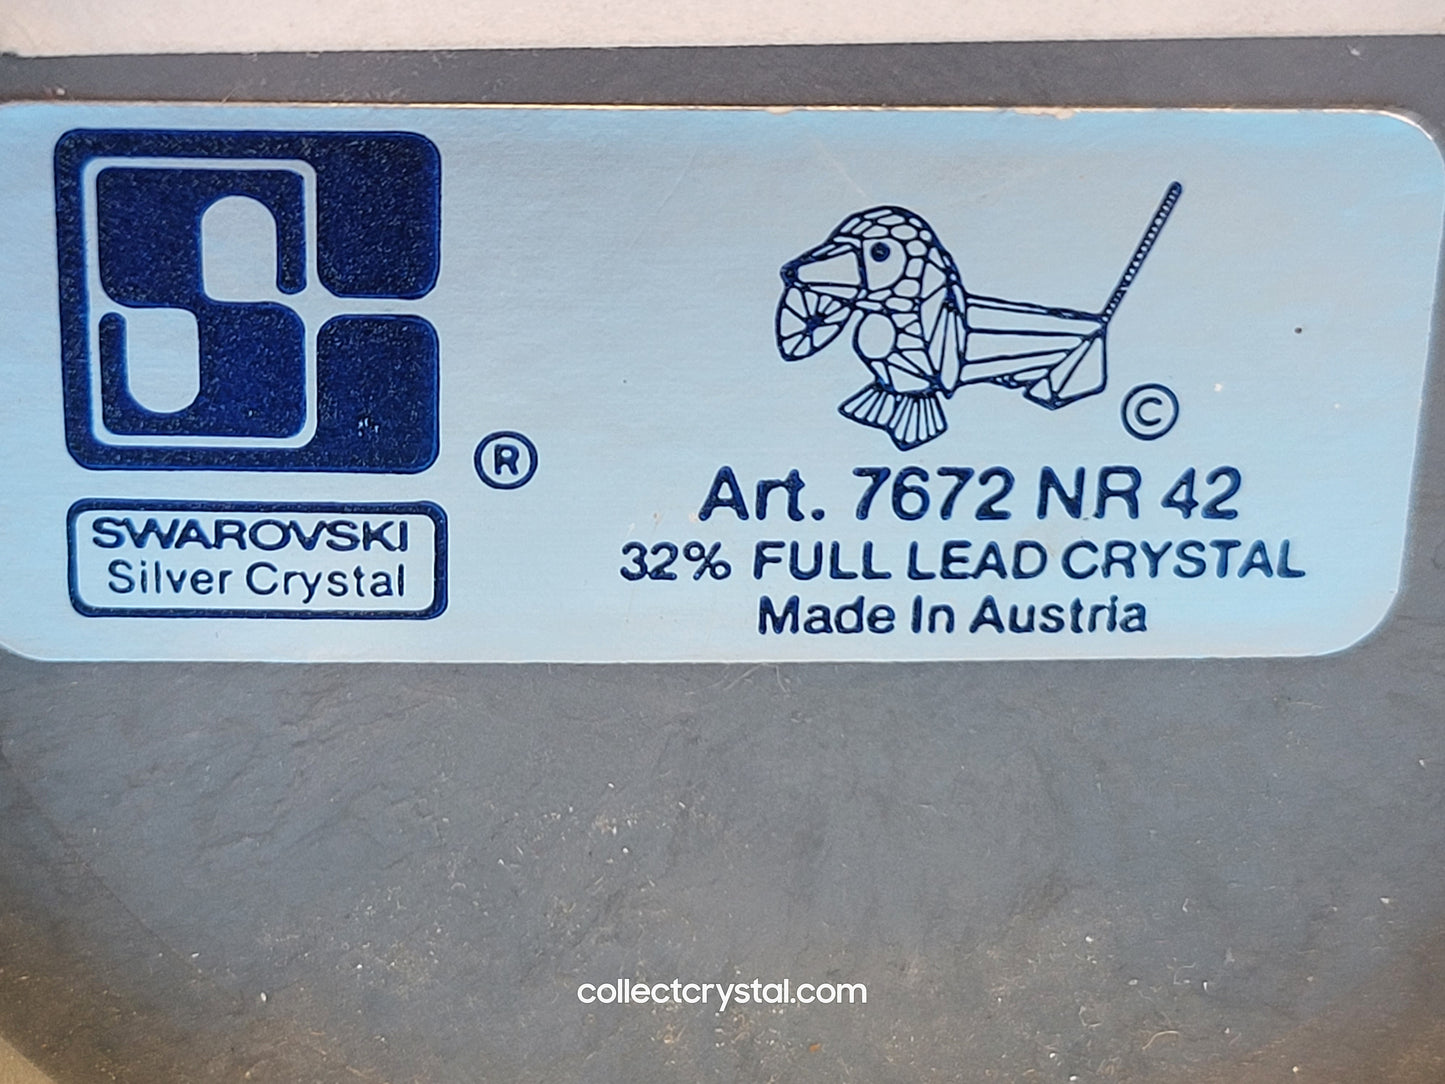 ®
SWAROVSKI
Silver Crystal
©
Art. 7672 NR 42
32% FULL LEAD CRYSTAL
Made In Austria
collectcrystal.com